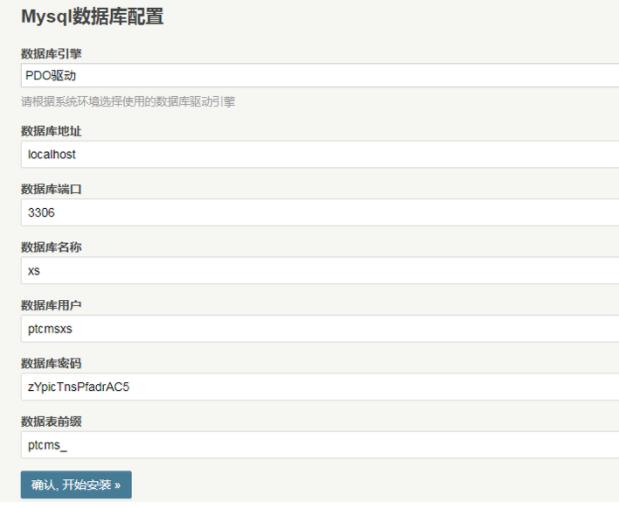 Mysql数据库配置
数据库引擎
PDO驱动
请根据系统环境选择使用的数据库驱动引擎
数据库地址
localhost
数据库端口
3306
数据库名称
xs
数据库用户
ptcmsxs
数据库密码
zYpicTnsPfadrAC5
数据表前缀
ptcms_
确认, 开始安装 »